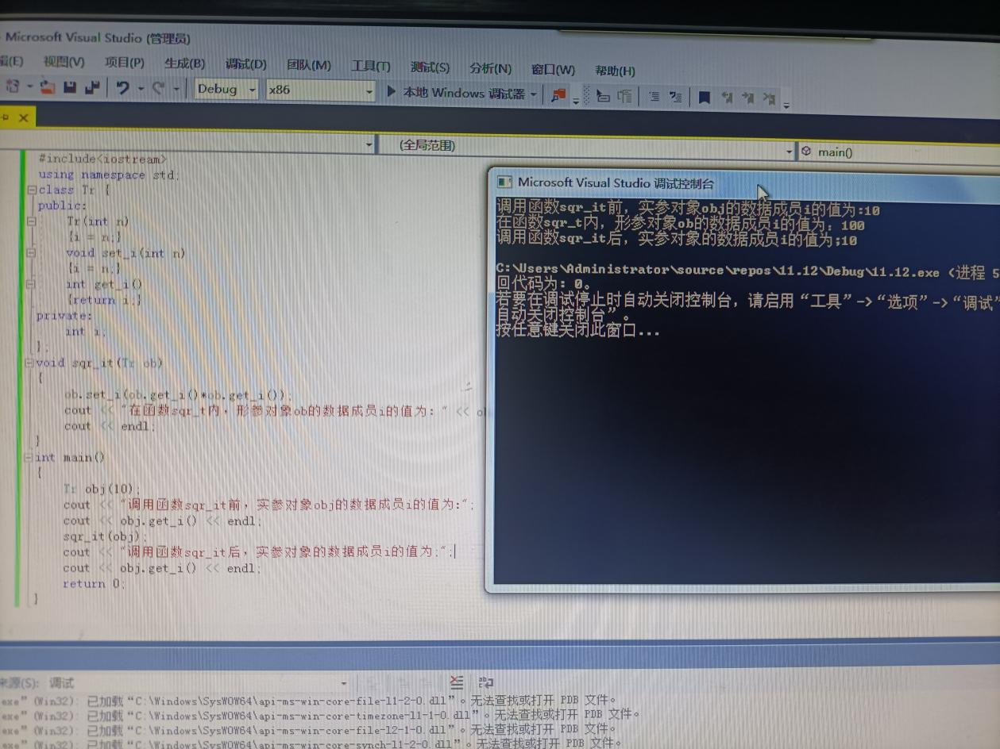 Microsoft Visual Studio (管理员)
辑(E) 视图(V) 项目(P) 生成(B) 调试(D) 团队(M) 工具(T) 测试(S) 分析(N) 窗口(W) 帮助(H)
Debug x86 本地 Windows 调试器
(全局范围) main()
#include<iostream>
using namespace std;
class Tr {
public:
Tr(int n)
{i = n;}
void set_i(int n)
{i = n;}
int get_i()
{return i;}
private:
int i;
};
void sqr_it(Tr ob)
{
ob.set_i(ob.get_i()*ob.get_i());
cout << "在函数sqr_t内，形参对象ob的数据成员i的值为：" << ob
cout << endl;
}
int main()
{
Tr obj(10);
cout << "调用函数sqr_it前，实参对象obj的数据成员i的值为:";
cout << obj.get_i() << endl;
sqr_it(obj);
cout << "调用函数sqr_it后，实参对象的数据成员i的值为;";
cout << obj.get_i() << endl;
return 0;
}
Microsoft Visual Studio 调试控制台
调用函数sqr_it前，实参对象obj的数据成员i的值为:10
在函数sqr_t内，形参对象ob的数据成员i的值为：100
调用函数sqr_it后，实参对象的数据成员i的值为;10
C:\Users\Administrator\source\repos\11.12\Debug\11.12.exe (进程 5
回代码为: 0。
若要在调试停止时自动关闭控制台，请启用“工具”->“选项”->“调试”
自动关闭控制台”。
按任意键关闭此窗口...
来源(S): 调试
exe” (Win32): 已加载“C:\Windows\SysWOW64\api-ms-win-core-file-l1-2-0.dll”。无法查找或打开 PDB 文件。
exe” (Win32): 已加载“C:\Windows\SysWOW64\api-ms-win-core-timezone-l1-1-0.dll”。无法查找或打开 PDB 文件。
exe” (Win32): 已加载“C:\Windows\SysWOW64\api-ms-win-core-file-l2-1-0.dll”。无法查找或打开 PDB 文件。
exe” (Win32): 已加载“C:\Windows\SysWOW64\api-ms-win-core-synch-l1-2-0.dll”。无法查找或打开 PDB 文件。